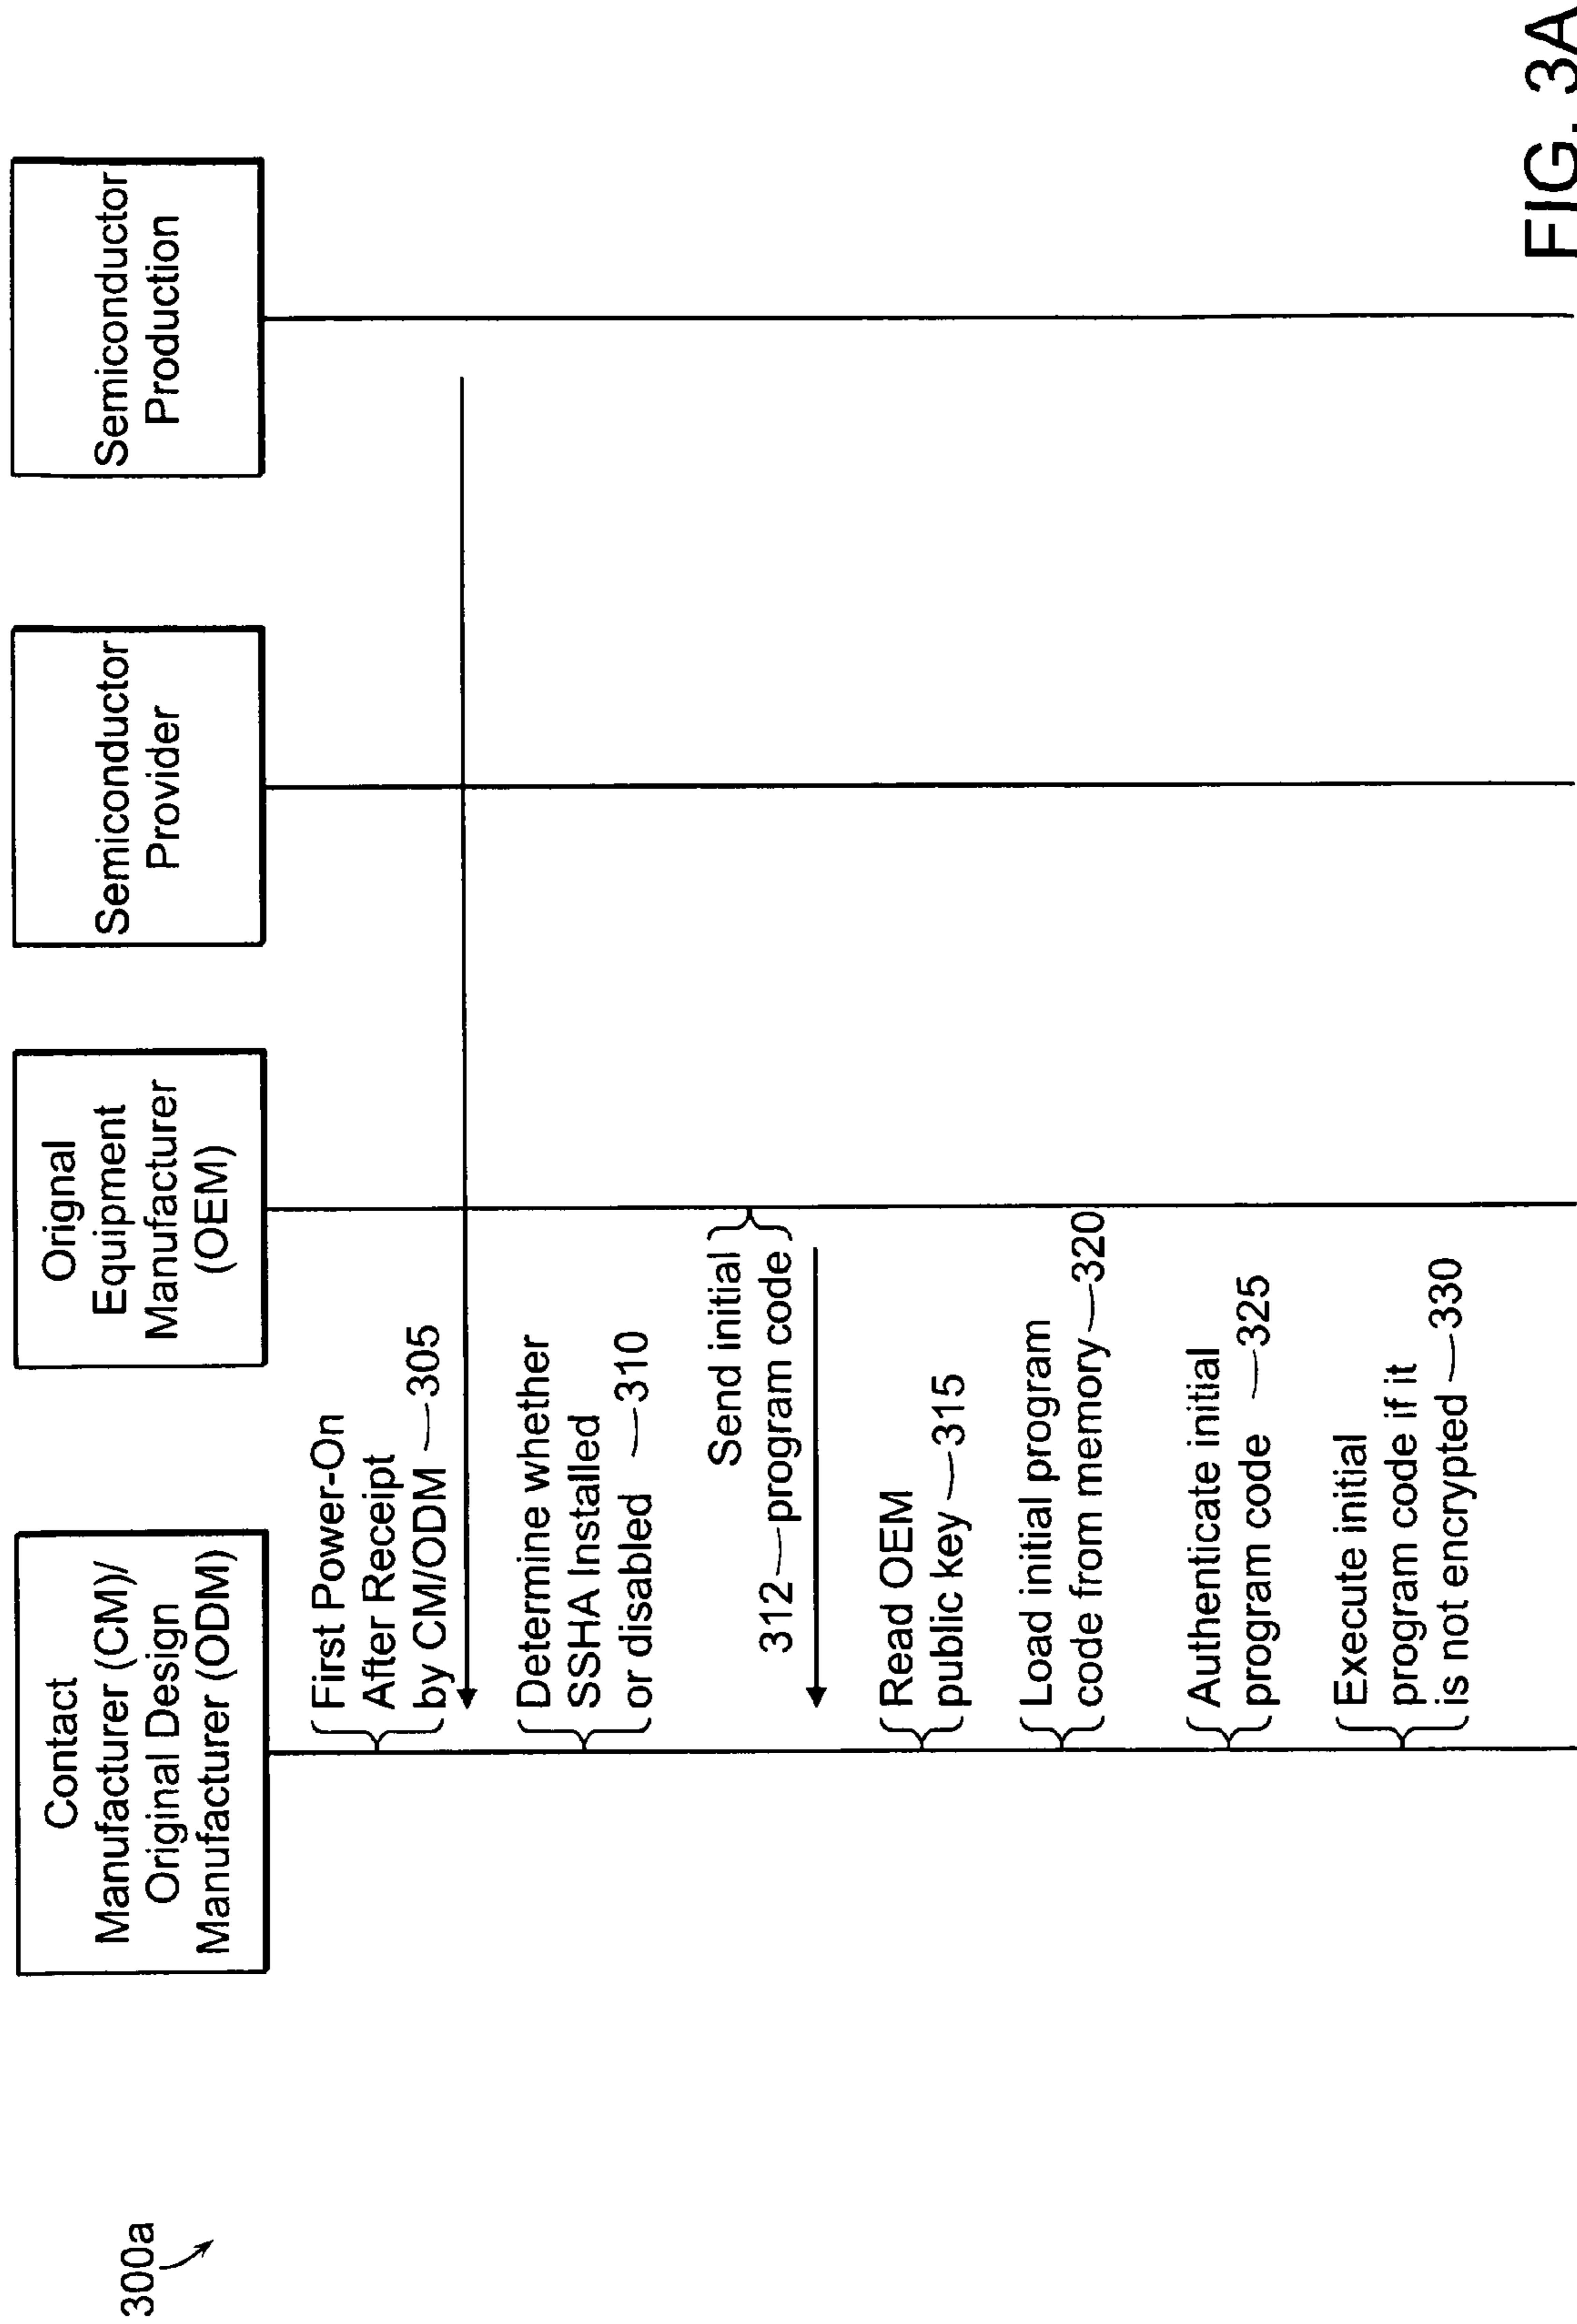 300a
Contact
Manufacturer (CM)/
Original Design
Manufacturer (ODM)
Orignal
Equipment
Manufacturer
(OEM)
Semiconductor
Provider
Semiconductor
Production
First Power-On
After Receipt
by CM/ODM 305
Determine whether
SSHA Installed
or disabled 310
Send initial
312 program code
Read OEM
public key 315
Load initial program
code from memory 320
Authenticate initial
program code 325
Execute initial
program code if it
is not encrypted 330
FIG. 3A